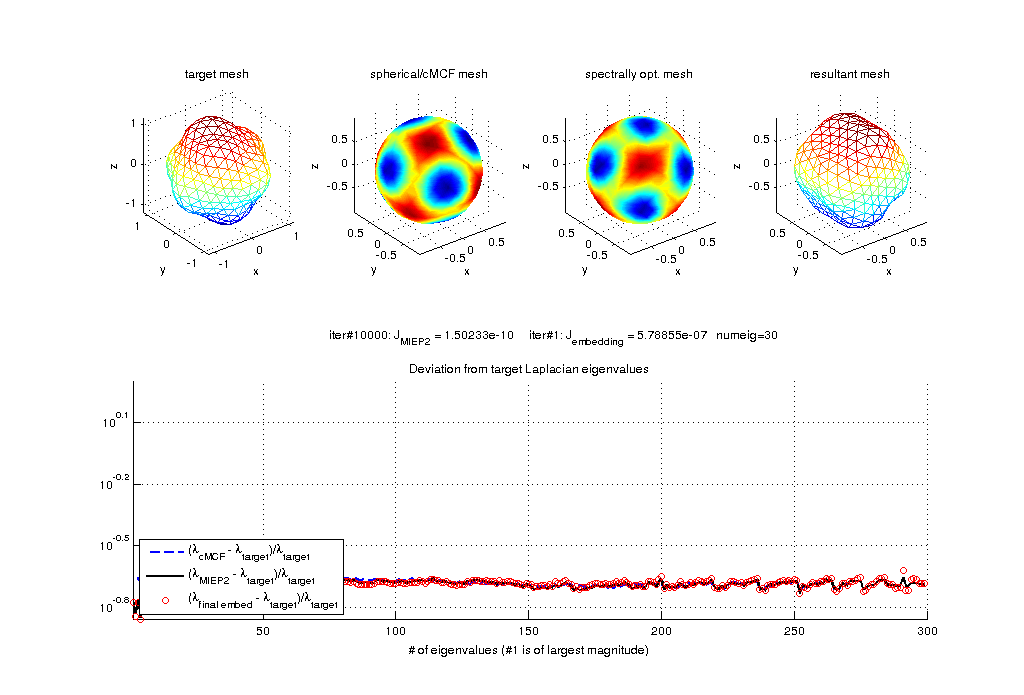 target mesh
spherical/cMCF mesh
spectrally opt. mesh
resultant mesh
z
1
0
-1
1
0
-1
y
-1
0
1
x
z
0.5
0
-0.5
0.5
0
-0.5
y
-0.5
0
0.5
x
z
0.5
0
-0.5
0.5
0
-0.5
y
-0.5
0
0.5
x
z
0.5
0
-0.5
0.5
0
-0.5
y
-0.5
0
0.5
x
iter#10000: J_MIEP2 = 1.50233e-10 iter#1: J_embedding = 5.78855e-07 numeig=30
Deviation from target Laplacian eigenvalues
10^0.1
10^-0.2
10^-0.5
10^-0.8
(λ_cMCF - λ_target)/λ_target
(λ_MIEP2 - λ_target)/λ_target
(λ_final embed - λ_target)/λ_target
50 100 150 200 250 300
# of eigenvalues (#1 is of largest magnitude)